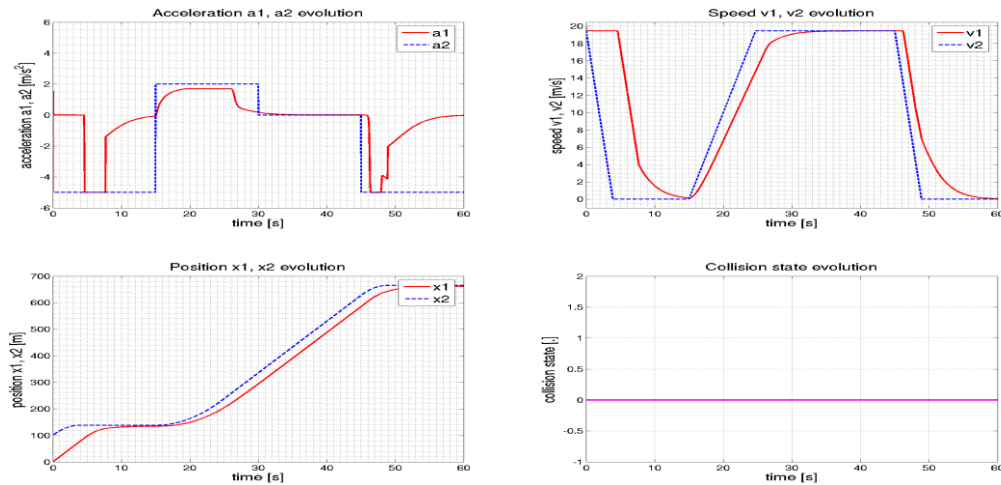 Acceleration a1, a2 evolution
acceleration a1, a2 [m/s²]
6
4
2
0
-2
-4
-6
0 10 20 30 40 50 60
time [s]
a1
a2
Speed v1, v2 evolution
speed v1, v2 [m/s]
20
16
12
8
4
0
0 10 20 30 40 50 60
time [s]
v1
v2
Position x1, x2 evolution
position x1, x2 [m]
700
600
500
400
300
200
100
0
0 10 20 30 40 50 60
time [s]
x1
x2
Collision state evolution
collision state [.]
2
1.5
1
0.5
0
-0.5
-1
0 10 20 30 40 50 60
time [s]